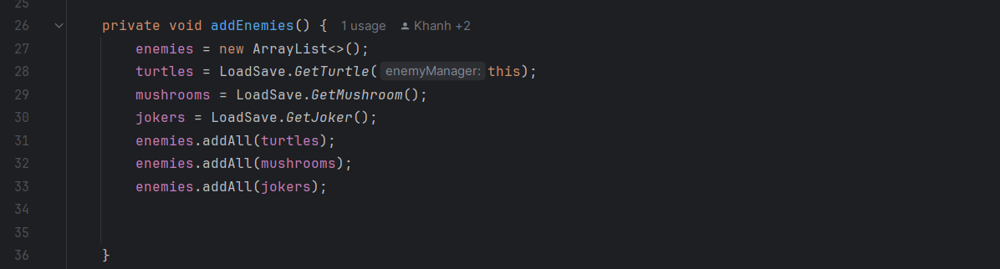 25
26 private void addEnemies() { 1 usage Khanh +2
27 enemies = new ArrayList<>();
28 turtles = LoadSave.GetTurtle( enemyManager: this);
29 mushrooms = LoadSave.GetMushroom();
30 jokers = LoadSave.GetJoker();
31 enemies.addAll(turtles);
32 enemies.addAll(mushrooms);
33 enemies.addAll(jokers);
34
35
36 }